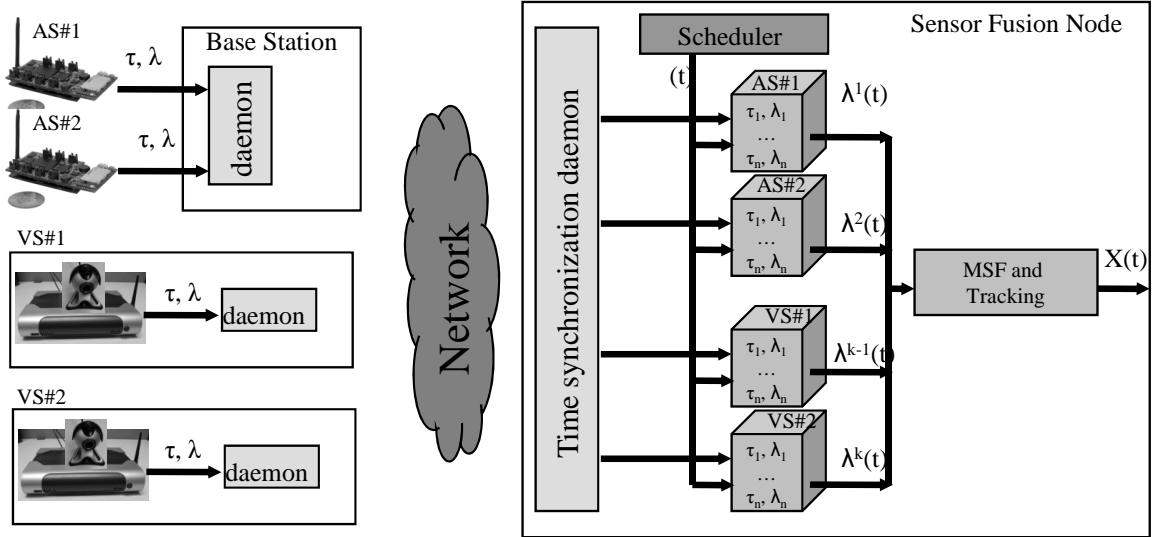 AS#1
τ, λ
Base Station
daemon
AS#2
τ, λ
VS#1
τ, λ
daemon
VS#2
τ, λ
daemon
Network
Sensor Fusion Node
Time synchronization daemon
Scheduler
(t)
AS#1
τ₁, λ₁
...
τₙ, λₙ
λ¹(t)
AS#2
τ₁, λ₁
...
τₙ, λₙ
λ²(t)
VS#1
τ₁, λ₁
...
τₙ, λₙ
λᵏ⁻¹(t)
VS#2
τ₁, λ₁
...
τₙ, λₙ
λᵏ(t)
MSF and
Tracking
X(t)